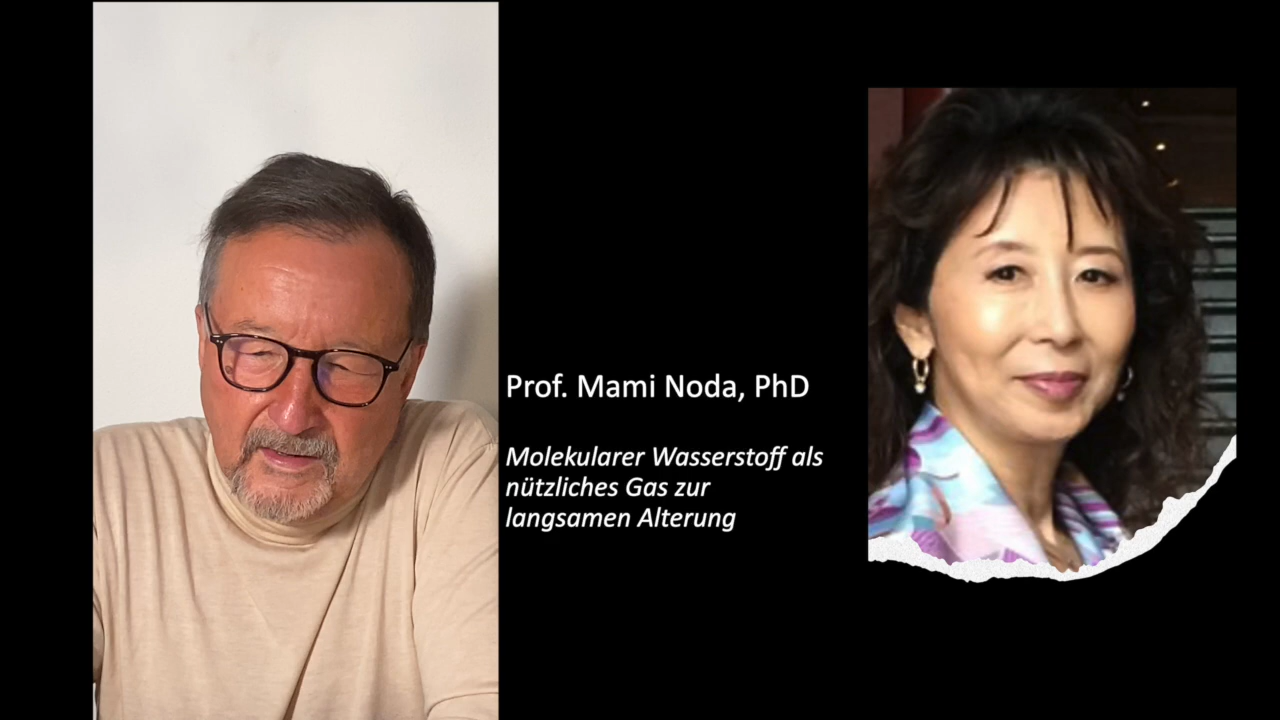 Prof. Mami Noda, PhD
Molekularer Wasserstoff als
nützliches Gas zur
langsamen Alterung